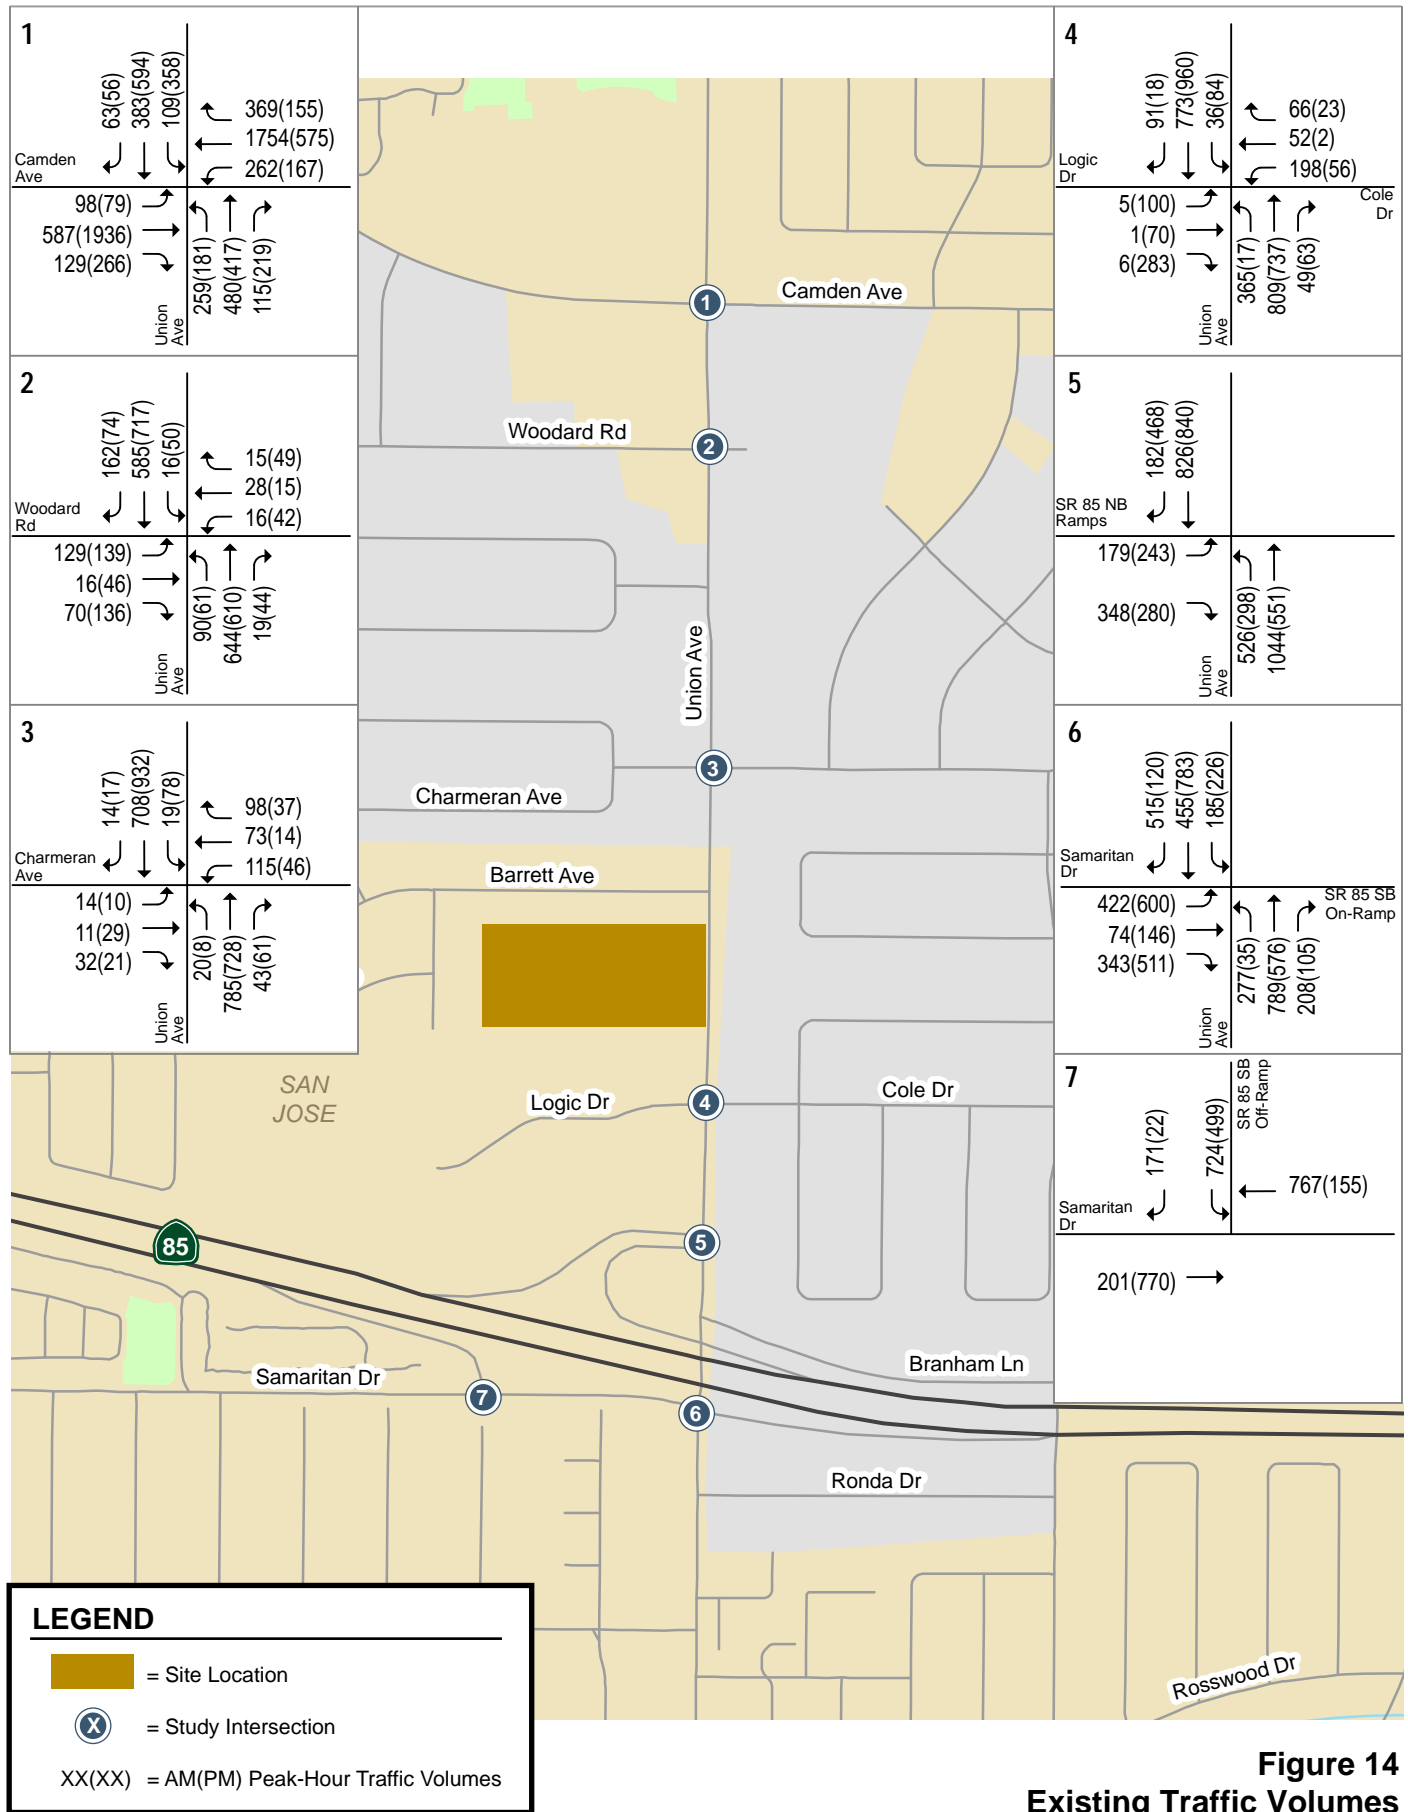 1
63(56)
383(594)
109(358)
369(155)
1754(575)
262(167)
Camden
Ave
98(79)
587(1936)
129(266)
259(181)
480(417)
115(219)
Union
Ave
2
162(74)
585(717)
16(50)
15(49)
28(15)
16(42)
Woodard
Rd
129(139)
16(46)
70(136)
90(61)
644(610)
19(44)
Union
Ave
3
14(17)
708(932)
19(78)
98(37)
73(14)
115(46)
Charmeran
Ave
14(10)
11(29)
32(21)
20(8)
785(728)
43(61)
Union
Ave
4
91(18)
773(960)
36(84)
66(23)
52(2)
198(56)
Logic
Dr
Cole
Dr
5(100)
1(70)
6(283)
365(17)
809(737)
49(63)
Union
Ave
5
182(468)
826(840)
SR 85 NB
Ramps
179(243)
348(280)
526(298)
1044(551)
Union
Ave
6
515(120)
455(783)
185(226)
Samaritan
Dr
SR 85 SB
On-Ramp
422(600)
74(146)
343(511)
277(35)
789(576)
208(105)
Union
Ave
7
SR 85 SB
Off-Ramp
171(22)
724(499)
767(155)
Samaritan
Dr
201(770)
Camden Ave
1
Woodard Rd
2
Union Ave
3
Charmeran Ave
Barrett Ave
SAN
JOSE
Logic Dr
4
Cole Dr
85
5
Branham Ln
Samaritan Dr
7
6
Ronda Dr
Rosswood Dr
LEGEND
= Site Location
X = Study Intersection
XX(XX) = AM(PM) Peak-Hour Traffic Volumes
Figure 14
Existing Traffic Volumes